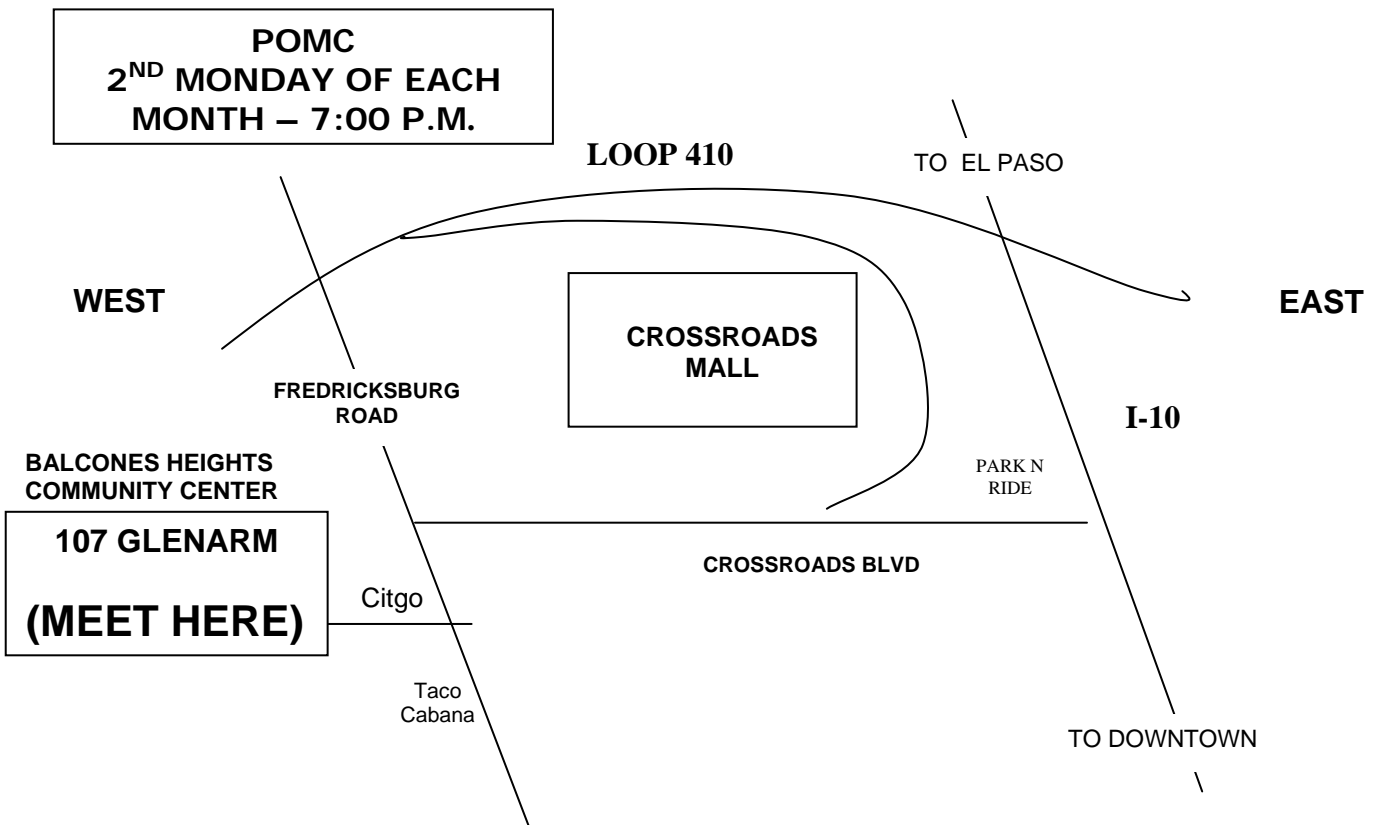 POMC
2ND MONDAY OF EACH
MONTH – 7:00 P.M.
LOOP 410
TO EL PASO
WEST
EAST
CROSSROADS
MALL
FREDRICKSBURG
ROAD
I-10
BALCONES HEIGHTS
COMMUNITY CENTER
PARK N
RIDE
107 GLENARM
(MEET HERE)
CROSSROADS BLVD
Citgo
Taco
Cabana
TO DOWNTOWN